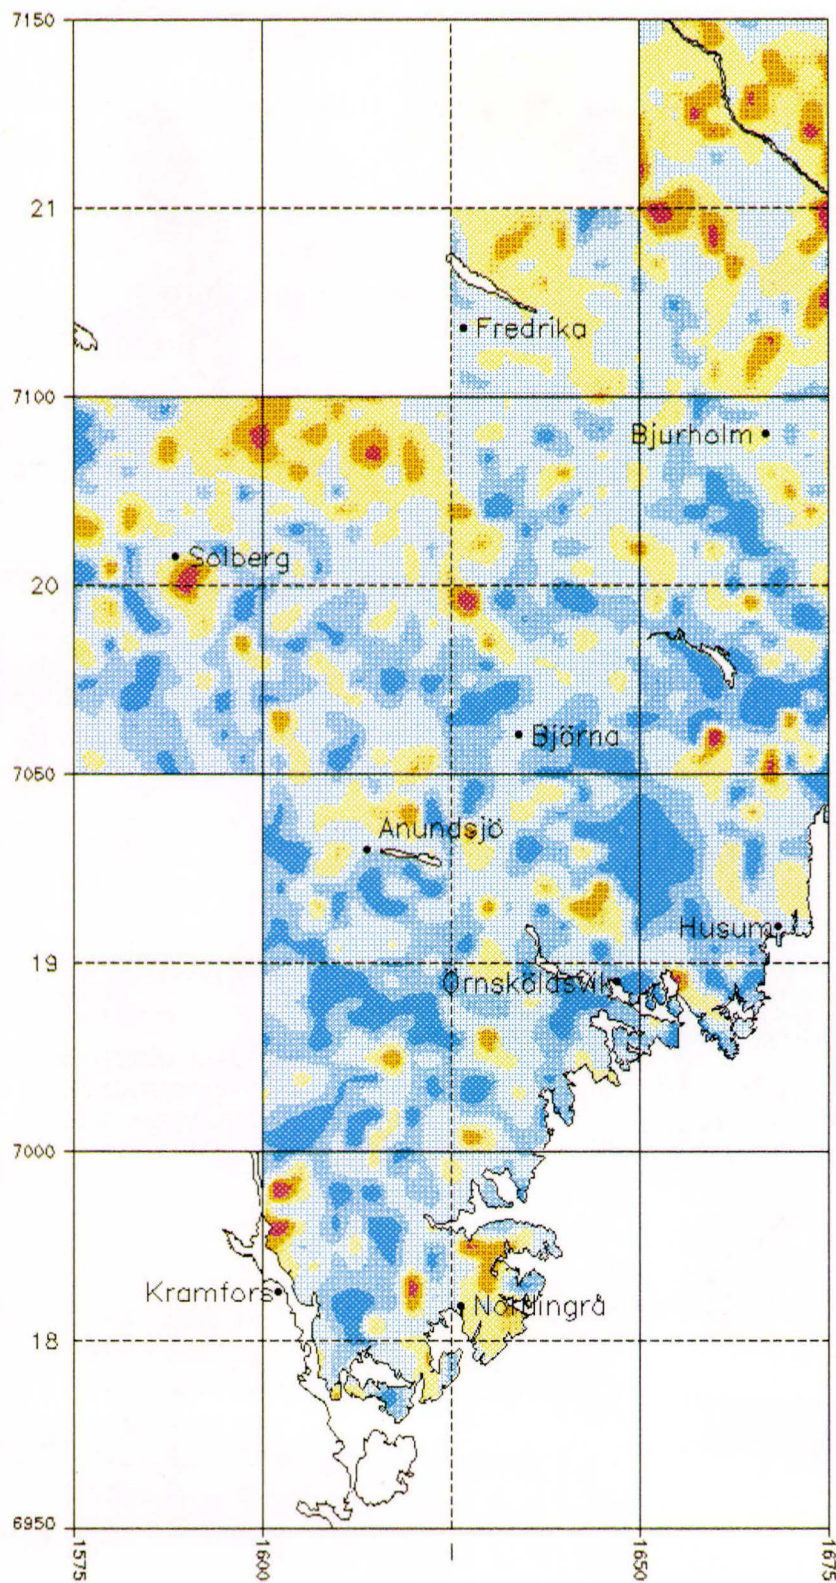 7150
21
Fredrika
7100
Bjurholm
Solberg
20
Björna
7050
Anundsjö
Husum
19
Örnsköldsvik
7000
Kramfors
Nordingrå
18
6950
1575
1600
1650
1675